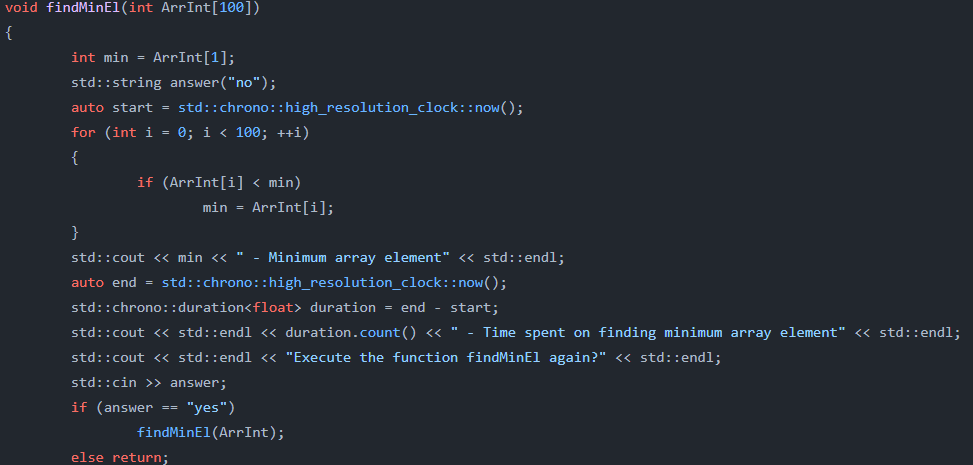 void findMinEl(int ArrInt[100])
{
        int min = ArrInt[1];
        std::string answer("no");
        auto start = std::chrono::high_resolution_clock::now();
        for (int i = 0; i < 100; ++i)
        {
                if (ArrInt[i] < min)
                        min = ArrInt[i];
        }
        std::cout << min << " - Minimum array element" << std::endl;
        auto end = std::chrono::high_resolution_clock::now();
        std::chrono::duration<float> duration = end - start;
        std::cout << std::endl << duration.count() << " - Time spent on finding minimum array element" << std::endl;
        std::cout << std::endl << "Execute the function findMinEl again?" << std::endl;
        std::cin >> answer;
        if (answer == "yes")
                findMinEl(ArrInt);
        else return;